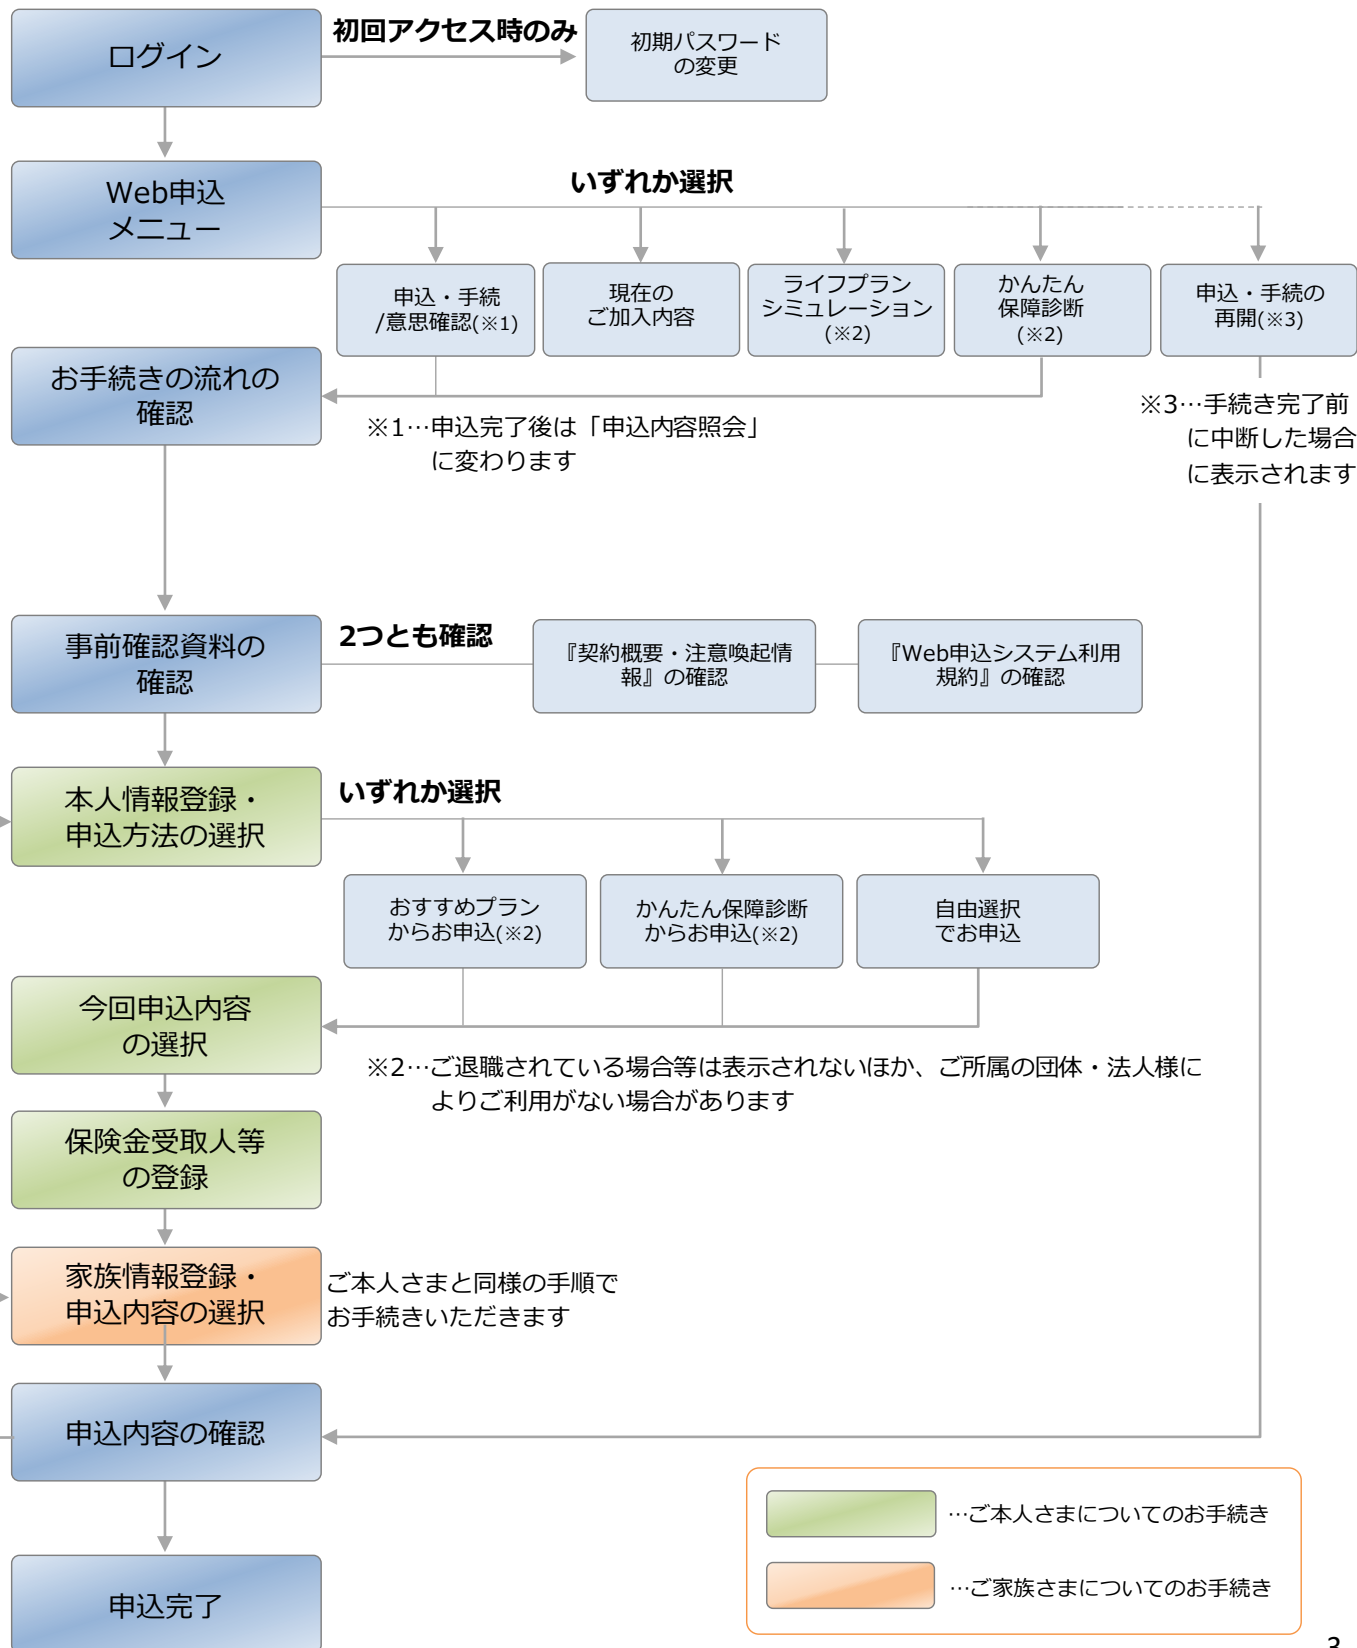 ログイン
初回アクセス時のみ
初期パスワード
の変更
Web申込
メニュー
いずれか選択
申込・手続
/意思確認(※1)
現在の
ご加入内容
ライフプラン
シミュレーション
(※2)
かんたん
保障診断
(※2)
申込・手続の
再開(※3)
お手続きの流れの
確認
※1…申込完了後は「申込内容照会」
に変わります
※3…手続き完了前
に中断した場合
に表示されます
事前確認資料の
確認
2つとも確認
『契約概要・注意喚起情
報』の確認
『Web申込システム利用
規約』の確認
本人情報登録・
申込方法の選択
いずれか選択
おすすめプラン
からお申込(※2)
かんたん保障診断
からお申込(※2)
自由選択
でお申込
今回申込内容
の選択
※2…ご退職されている場合等は表示されないほか、ご所属の団体・法人様に
よりご利用がない場合があります
保険金受取人等
の登録
家族情報登録・
申込内容の選択
ご本人さまと同様の手順で
お手続きいただきます
申込内容の確認
…ご本人さまについてのお手続き
…ご家族さまについてのお手続き
申込完了
3